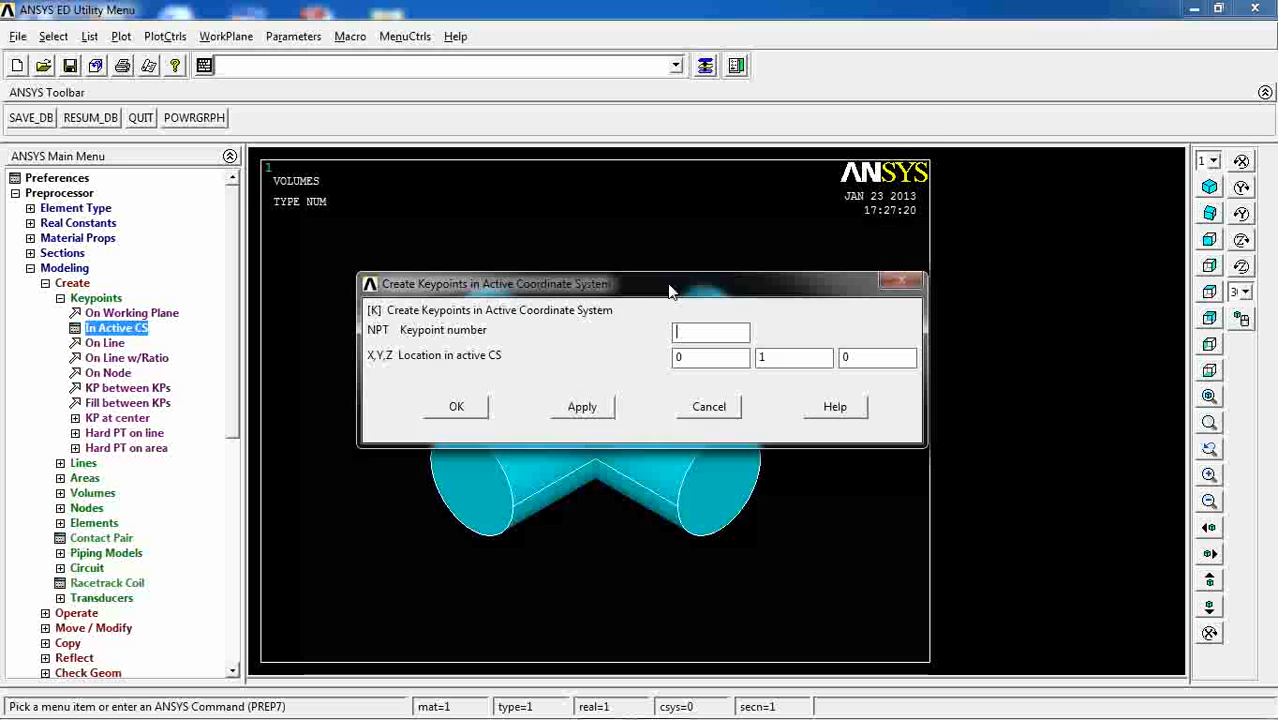 ANSYS ED Utility Menu
File Select List Plot PlotCtrls WorkPlane Parameters Macro MenuCtrls Help
ANSYS Toolbar
SAVE_DB RESUM_DB QUIT POWRGRPH
ANSYS Main Menu
Preferences
Preprocessor
Element Type
Real Constants
Material Props
Sections
Modeling
Create
Keypoints
On Working Plane
In Active CS
On Line
On Line w/Ratio
On Node
KP between KPs
Fill between KPs
KP at center
Hard PT on line
Hard PT on area
Lines
Areas
Volumes
Nodes
Elements
Contact Pair
Piping Models
Circuit
Racetrack Coil
Transducers
Operate
Move / Modify
Copy
Reflect
Check Geom
1
VOLUMES
TYPE NUM
ANSYS
JAN 23 2013
17:27:20
Create Keypoints in Active Coordinate System
[K] Create Keypoints in Active Coordinate System
NPT Keypoint number
X,Y,Z Location in active CS 0 1 0
OK Apply Cancel Help
1
Pick a menu item or enter an ANSYS Command (PREP7) mat=1 type=1 real=1 csys=0 secn=1